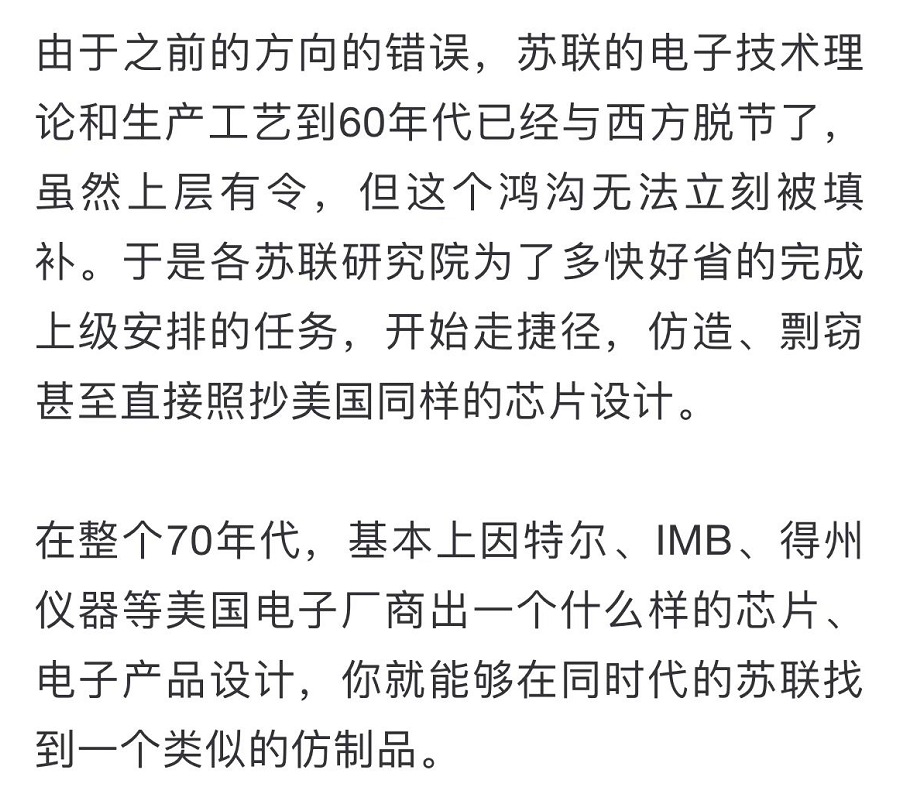 由于之前的方向的错误，苏联的电子技术理
论和生产工艺到60年代已经与西方脱节了，
虽然上层有令，但这个鸿沟无法立刻被填
补。于是各苏联研究院为了多快好省的完成
上级安排的任务，开始走捷径，仿造、剽窃
甚至直接照抄美国同样的芯片设计。
在整个70年代，基本上因特尔、IMB、得州
仪器等美国电子厂商出一个什么样的芯片、
电子产品设计，你就能够在同时代的苏联找
到一个类似的仿制品。